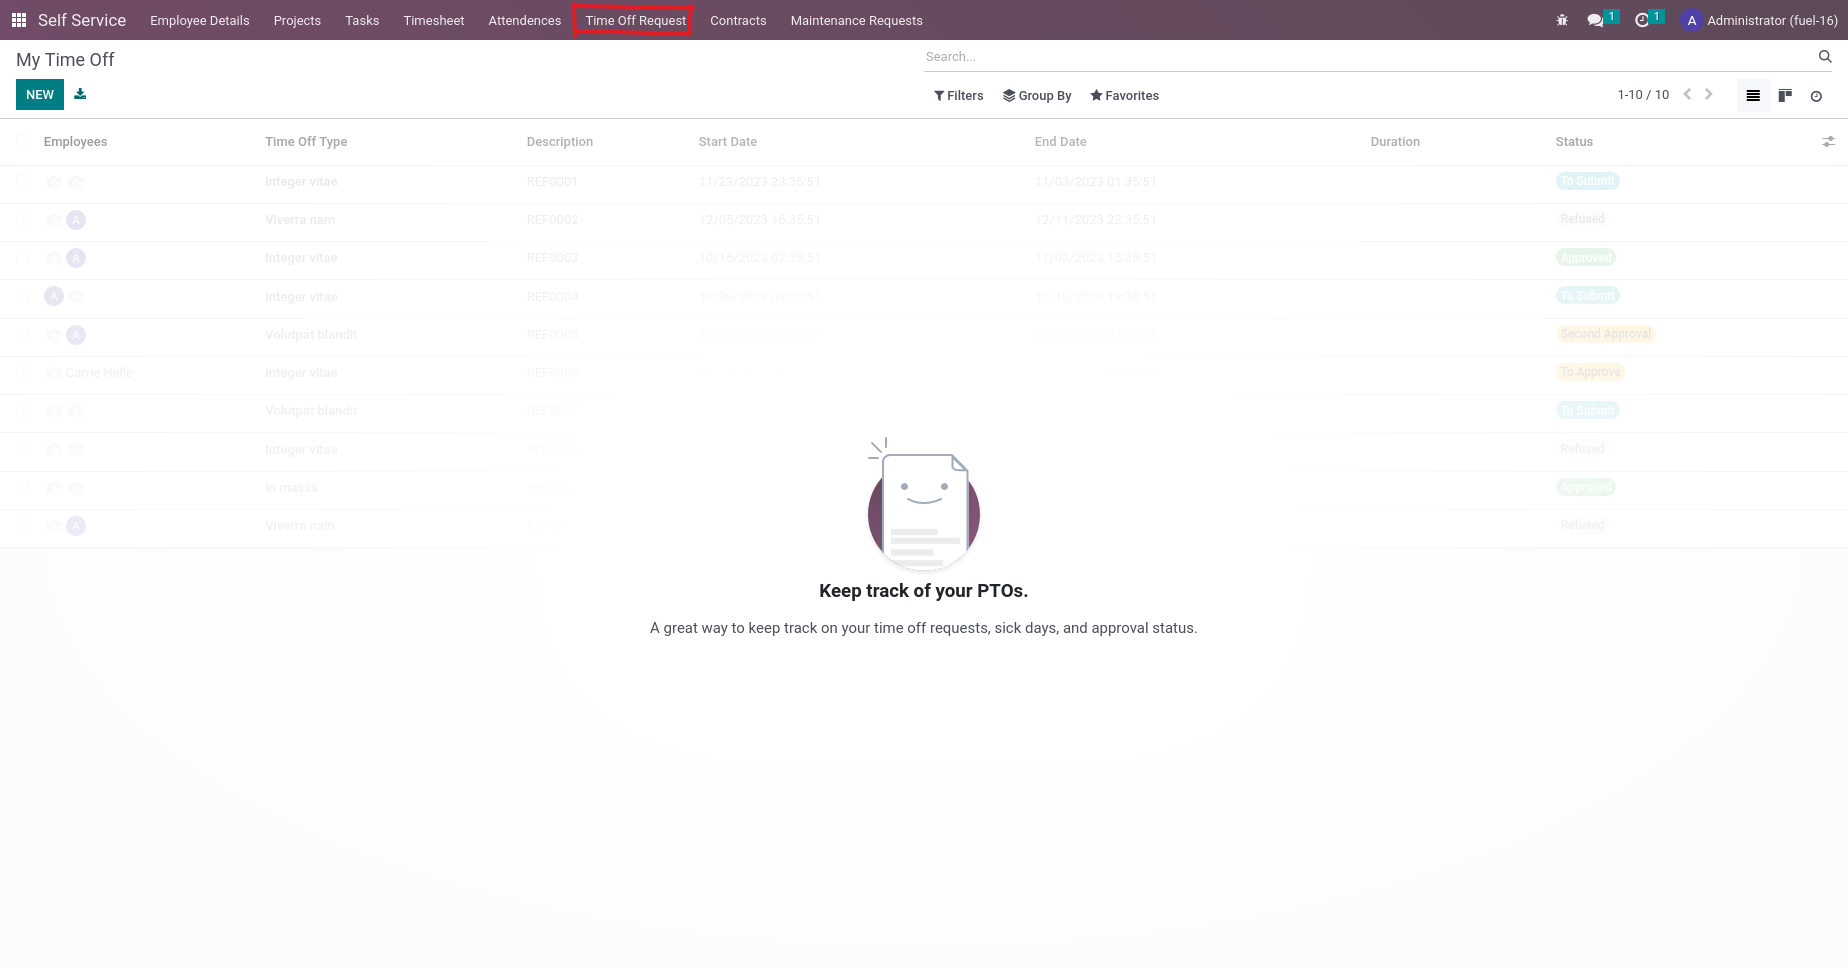 Self Service Employee Details Projects Tasks Timesheet Attendences Time Off Request Contracts Maintenance Requests 1 1 A Administrator (fuel-16)
My Time Off Search...
NEW Filters Group By Favorites 1-10 / 10
Employees Time Off Type Description Start Date End Date Duration Status
Integer vitae REF0001 11/23/2023 23:35:51 11/03/2023 01:35:51 To Submit
A Viverra nam REF0002 12/05/2023 16:35:51 12/11/2023 22:35:51 Refused
A Integer vitae REF0003 10/16/2023 02:35:51 11/03/2023 15:35:51 Approved
A Integer vitae REF0004 10/30/2023 09:35:51 11/10/2023 19:35:51 To Submit
A Volutpat blandit REF0005 Second Approval
Carrie Helle Integer vitae REF0006 To Approve
Volutpat blandit To Submit
Integer vitae Refused
In massa Approved
A Viverra nam Refused
Keep track of your PTOs.
A great way to keep track on your time off requests, sick days, and approval status.